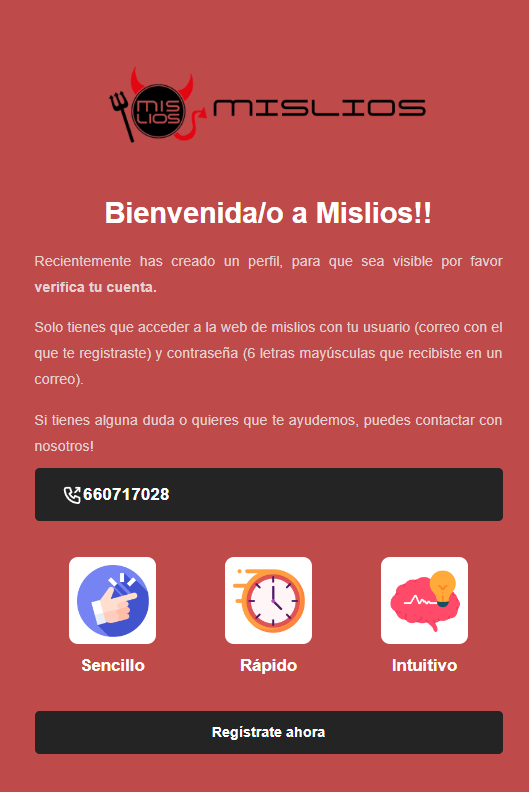 MIS
LIOS
MISLIOS
Bienvenida/o a Mislios!!
Recientemente has creado un perfil, para que sea visible por favor
verifica tu cuenta.
Solo tienes que acceder a la web de mislios con tu usuario (correo con el
que te registraste) y contraseña (6 letras mayúsculas que recibiste en un
correo).
Si tienes alguna duda o quieres que te ayudemos, puedes contactar con
nosotros!
660717028
Sencillo
Rápido
Intuitivo
Regístrate ahora